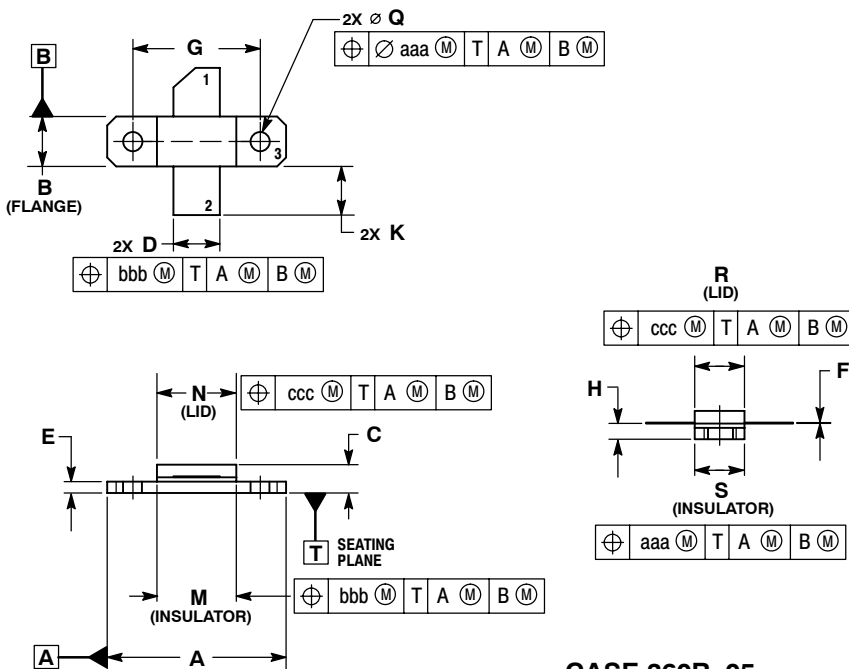 2X ⌀ Q
⌖ ⌀ aaa Ⓜ T A Ⓜ B Ⓜ
G
B
1
3
B
(FLANGE)
2
2X K
2X D
⌖ bbb Ⓜ T A Ⓜ B Ⓜ
R
(LID)
⌖ ccc Ⓜ T A Ⓜ B Ⓜ
N
(LID)
⌖ ccc Ⓜ T A Ⓜ B Ⓜ
H
F
E
C
S
(INSULATOR)
⌖ aaa Ⓜ T A Ⓜ B Ⓜ
T SEATING
PLANE
M
(INSULATOR)
⌖ bbb Ⓜ T A Ⓜ B Ⓜ
A
A